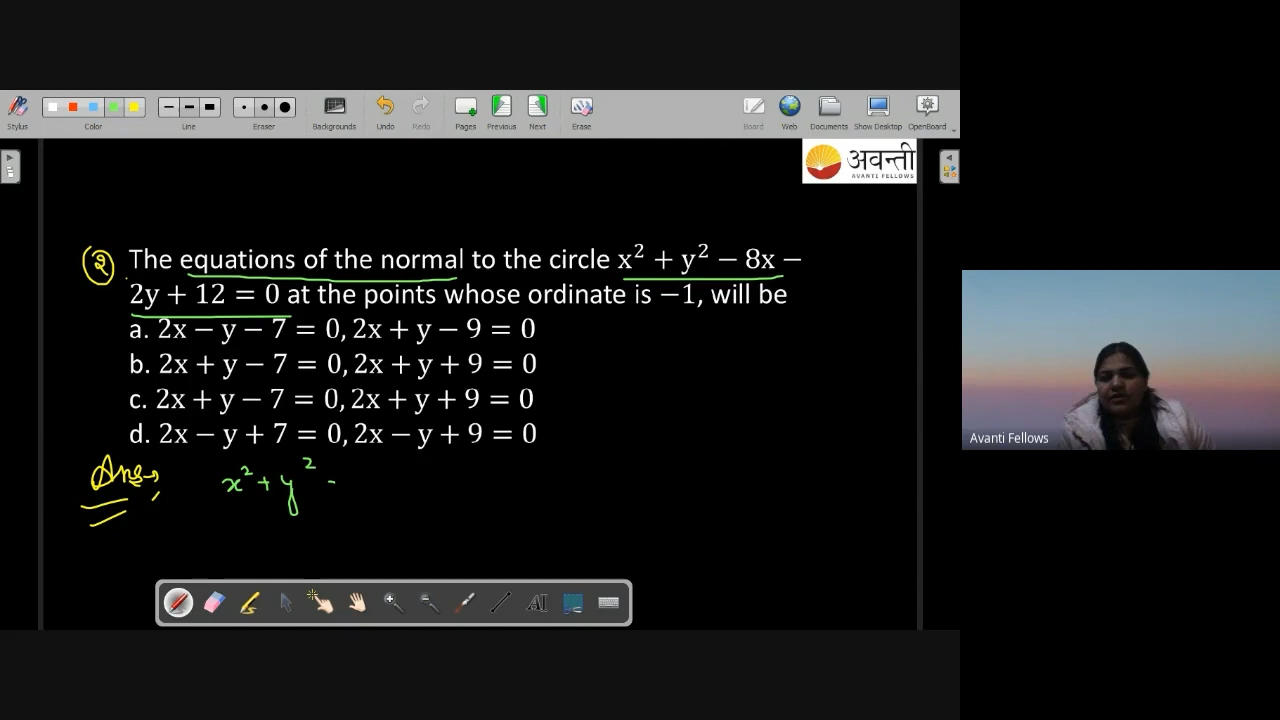 Stylus Color Line Eraser Backgrounds Undo Redo Pages Previous Next Erase Board Web Documents Show Desktop OpenBoard
अवन्ती
AVANTI FELLOWS
(२) The equations of the normal to the circle x² + y² − 8x −
2y + 12 = 0 at the points whose ordinate is −1, will be
a. 2x − y − 7 = 0, 2x + y − 9 = 0
b. 2x + y − 7 = 0, 2x + y + 9 = 0
c. 2x + y − 7 = 0, 2x + y + 9 = 0
d. 2x − y + 7 = 0, 2x − y + 9 = 0
Ans→ x² + y² -
Avanti Fellows
AI